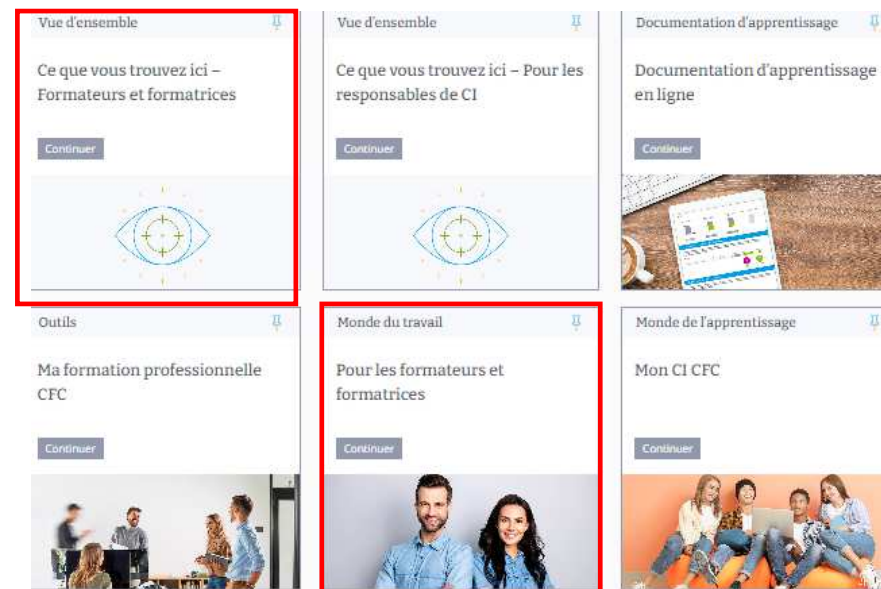 Vue d'ensemble
Ce que vous trouvez ici –
Formateurs et formatrices
Continuer
Vue d'ensemble
Ce que vous trouvez ici – Pour les
responsables de CI
Continuer
Documentation d'apprentissage
Documentation d'apprentissage
en ligne
Continuer
Outils
Ma formation professionnelle
CFC
Continuer
Monde du travail
Pour les formateurs et
formatrices
Continuer
Monde de l'apprentissage
Mon CI CFC
Continuer